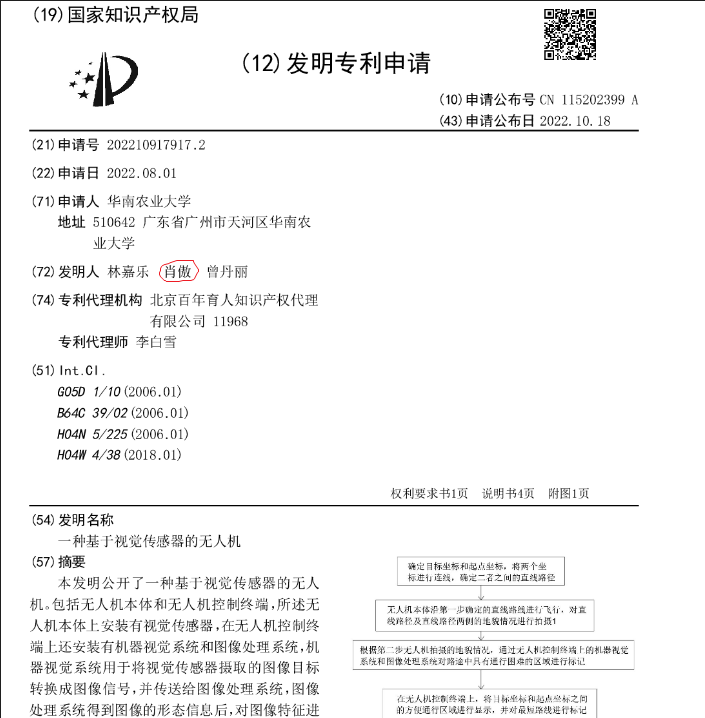 (19)国家知识产权局
(12)发明专利申请
(10)申请公布号 CN 115202399 A
(43)申请公布日 2022.10.18
(21)申请号 202210917917.2
(22)申请日 2022.08.01
(71)申请人 华南农业大学
地址 510642 广东省广州市天河区华南农
业大学
(72)发明人 林嘉乐 肖傲 曾丹丽
(74)专利代理机构 北京百年育人知识产权代理
有限公司 11968
专利代理师 李白雪
(51)Int.Cl.
G05D 1/10(2006.01)
B64C 39/02(2006.01)
H04N 5/225(2006.01)
H04W 4/38(2018.01)
权利要求书1页 说明书4页 附图1页
(54)发明名称
一种基于视觉传感器的无人机
(57)摘要
本发明公开了一种基于视觉传感器的无人
机。包括无人机本体和无人机控制终端,所述无
人机本体上安装有视觉传感器,在无人机控制终
端上还安装有机器视觉系统和图像处理系统,机
器视觉系统用于将视觉传感器摄取的图像目标
转换成图像信号,并传送给图像处理系统,图像
处理系统得到图像的形态信息后,对图像特征进
确定目标坐标和起点坐标，将两个坐
标进行连线，确定二者之间的直线路径
无人机本体沿第一步确定的直线路线进行飞行，对直
线路径及直线路径两侧的地貌情况进行拍摄1
根据第二步无人机拍摄的地貌情况，通过无人机控制终端上的机器视觉
系统和图像处理系统对路途中具有通行困难的区域进行标记
在无人机控制终端上，将目标坐标和起点坐标之间
的方便通行区域进行显示，并对最短路线进行标记